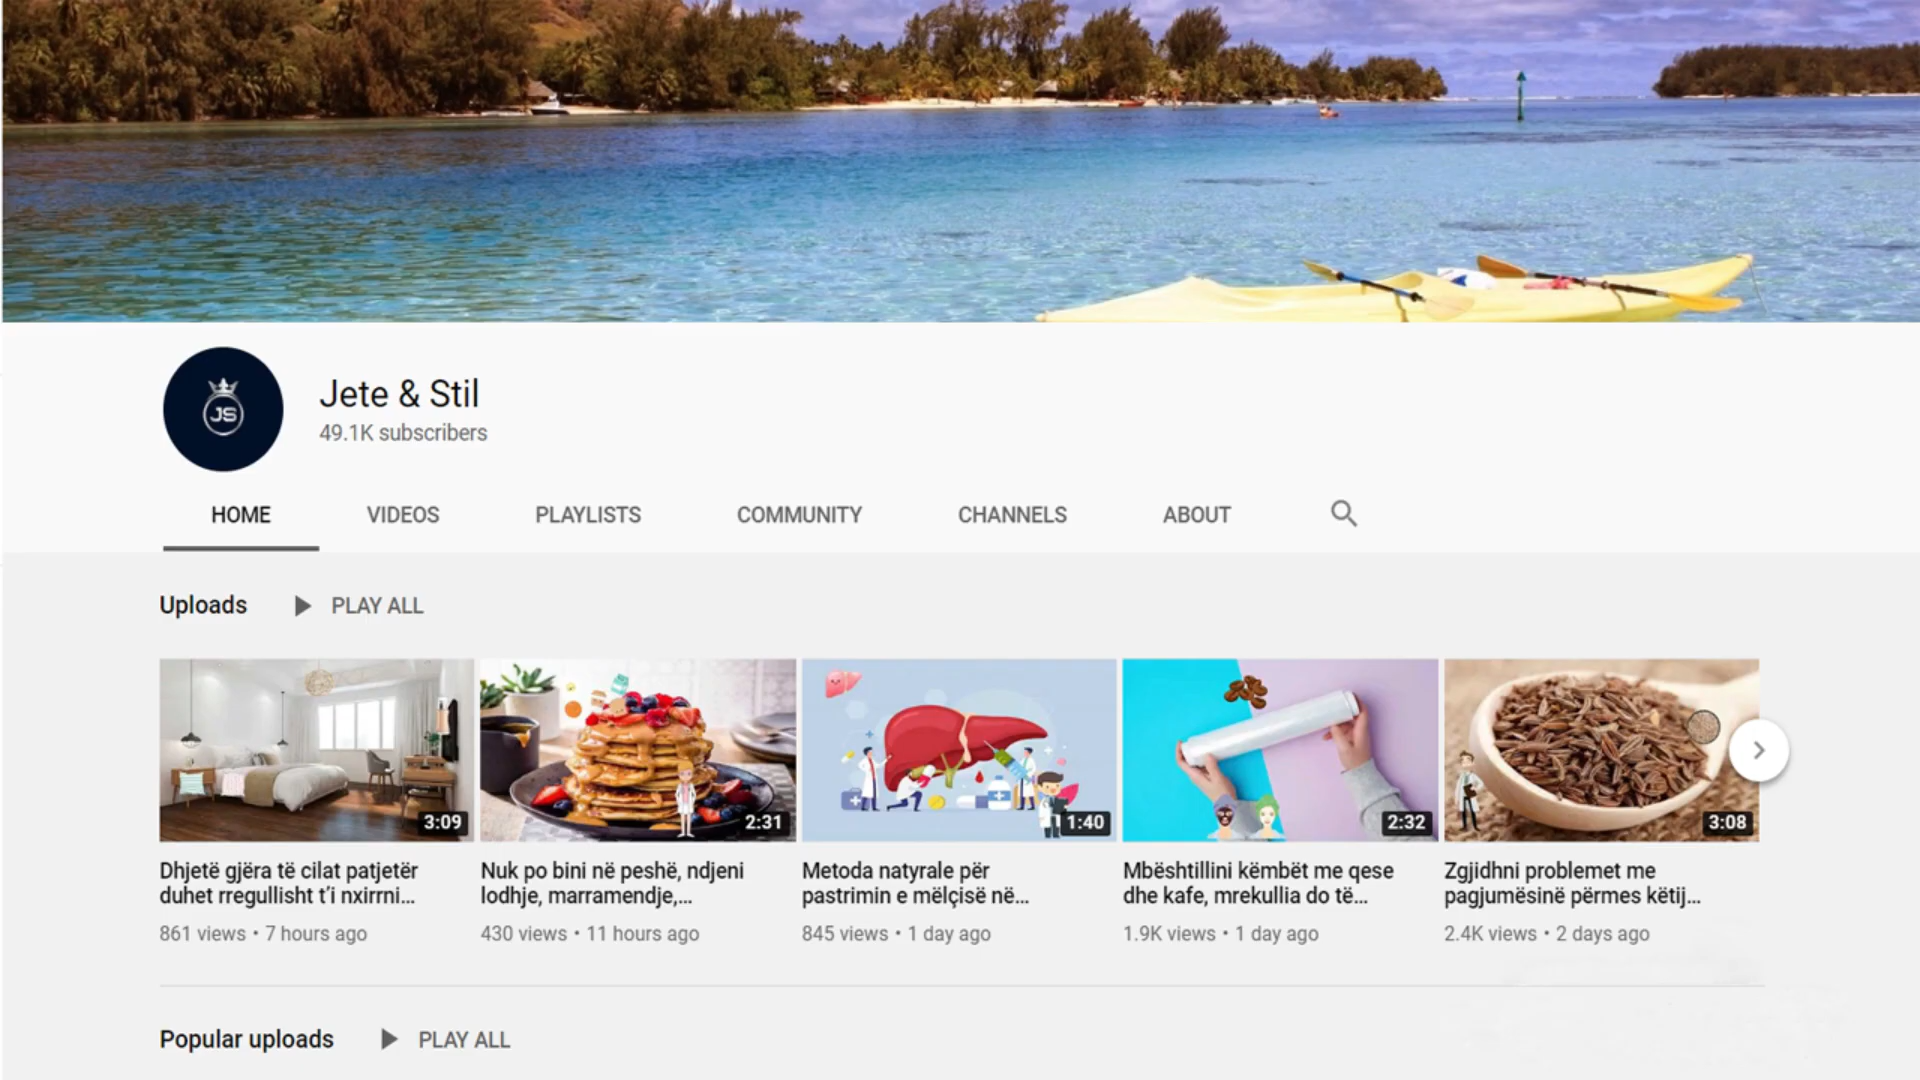 JS
Jete & Stil
49.1K subscribers
HOME VIDEOS PLAYLISTS COMMUNITY CHANNELS ABOUT
Uploads PLAY ALL
3:09 2:31 1:40 2:32 3:08
Dhjetë gjëra të cilat patjetër
duhet rregullisht t'i nxirrni...
861 views • 7 hours ago
Nuk po bini në peshë, ndjeni
lodhje, marramendje,...
430 views • 11 hours ago
Metoda natyrale për
pastrimin e mëlçisë në...
845 views • 1 day ago
Mbështillini këmbët me qese
dhe kafe, mrekullia do të...
1.9K views • 1 day ago
Zgjidhni problemet me
pagjumësinë përmes këtij...
2.4K views • 2 days ago
Popular uploads PLAY ALL